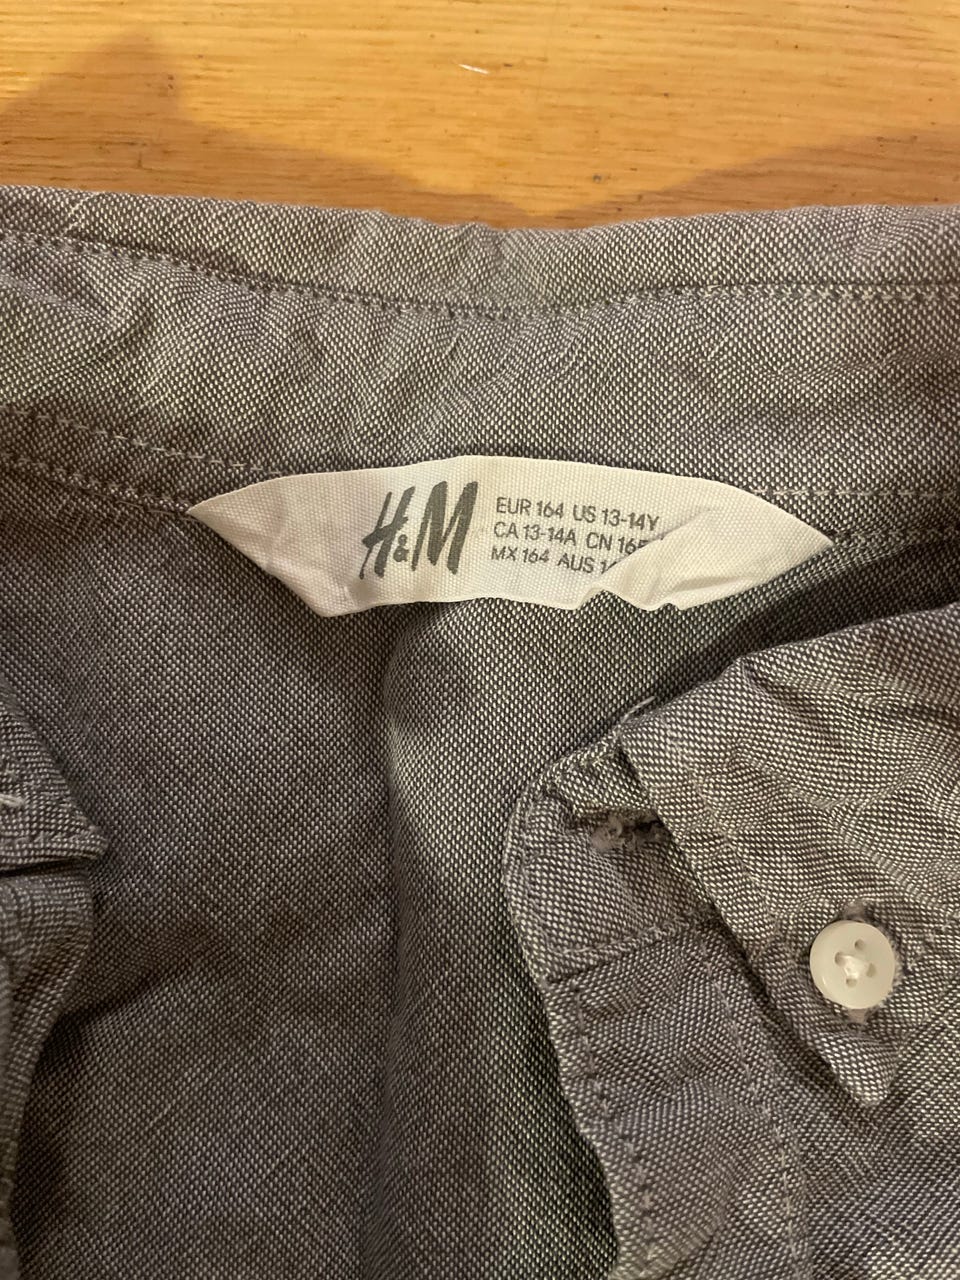 H&M
EUR 164 US 13-14Y
CA 13-14A CN
MX 164 AUS